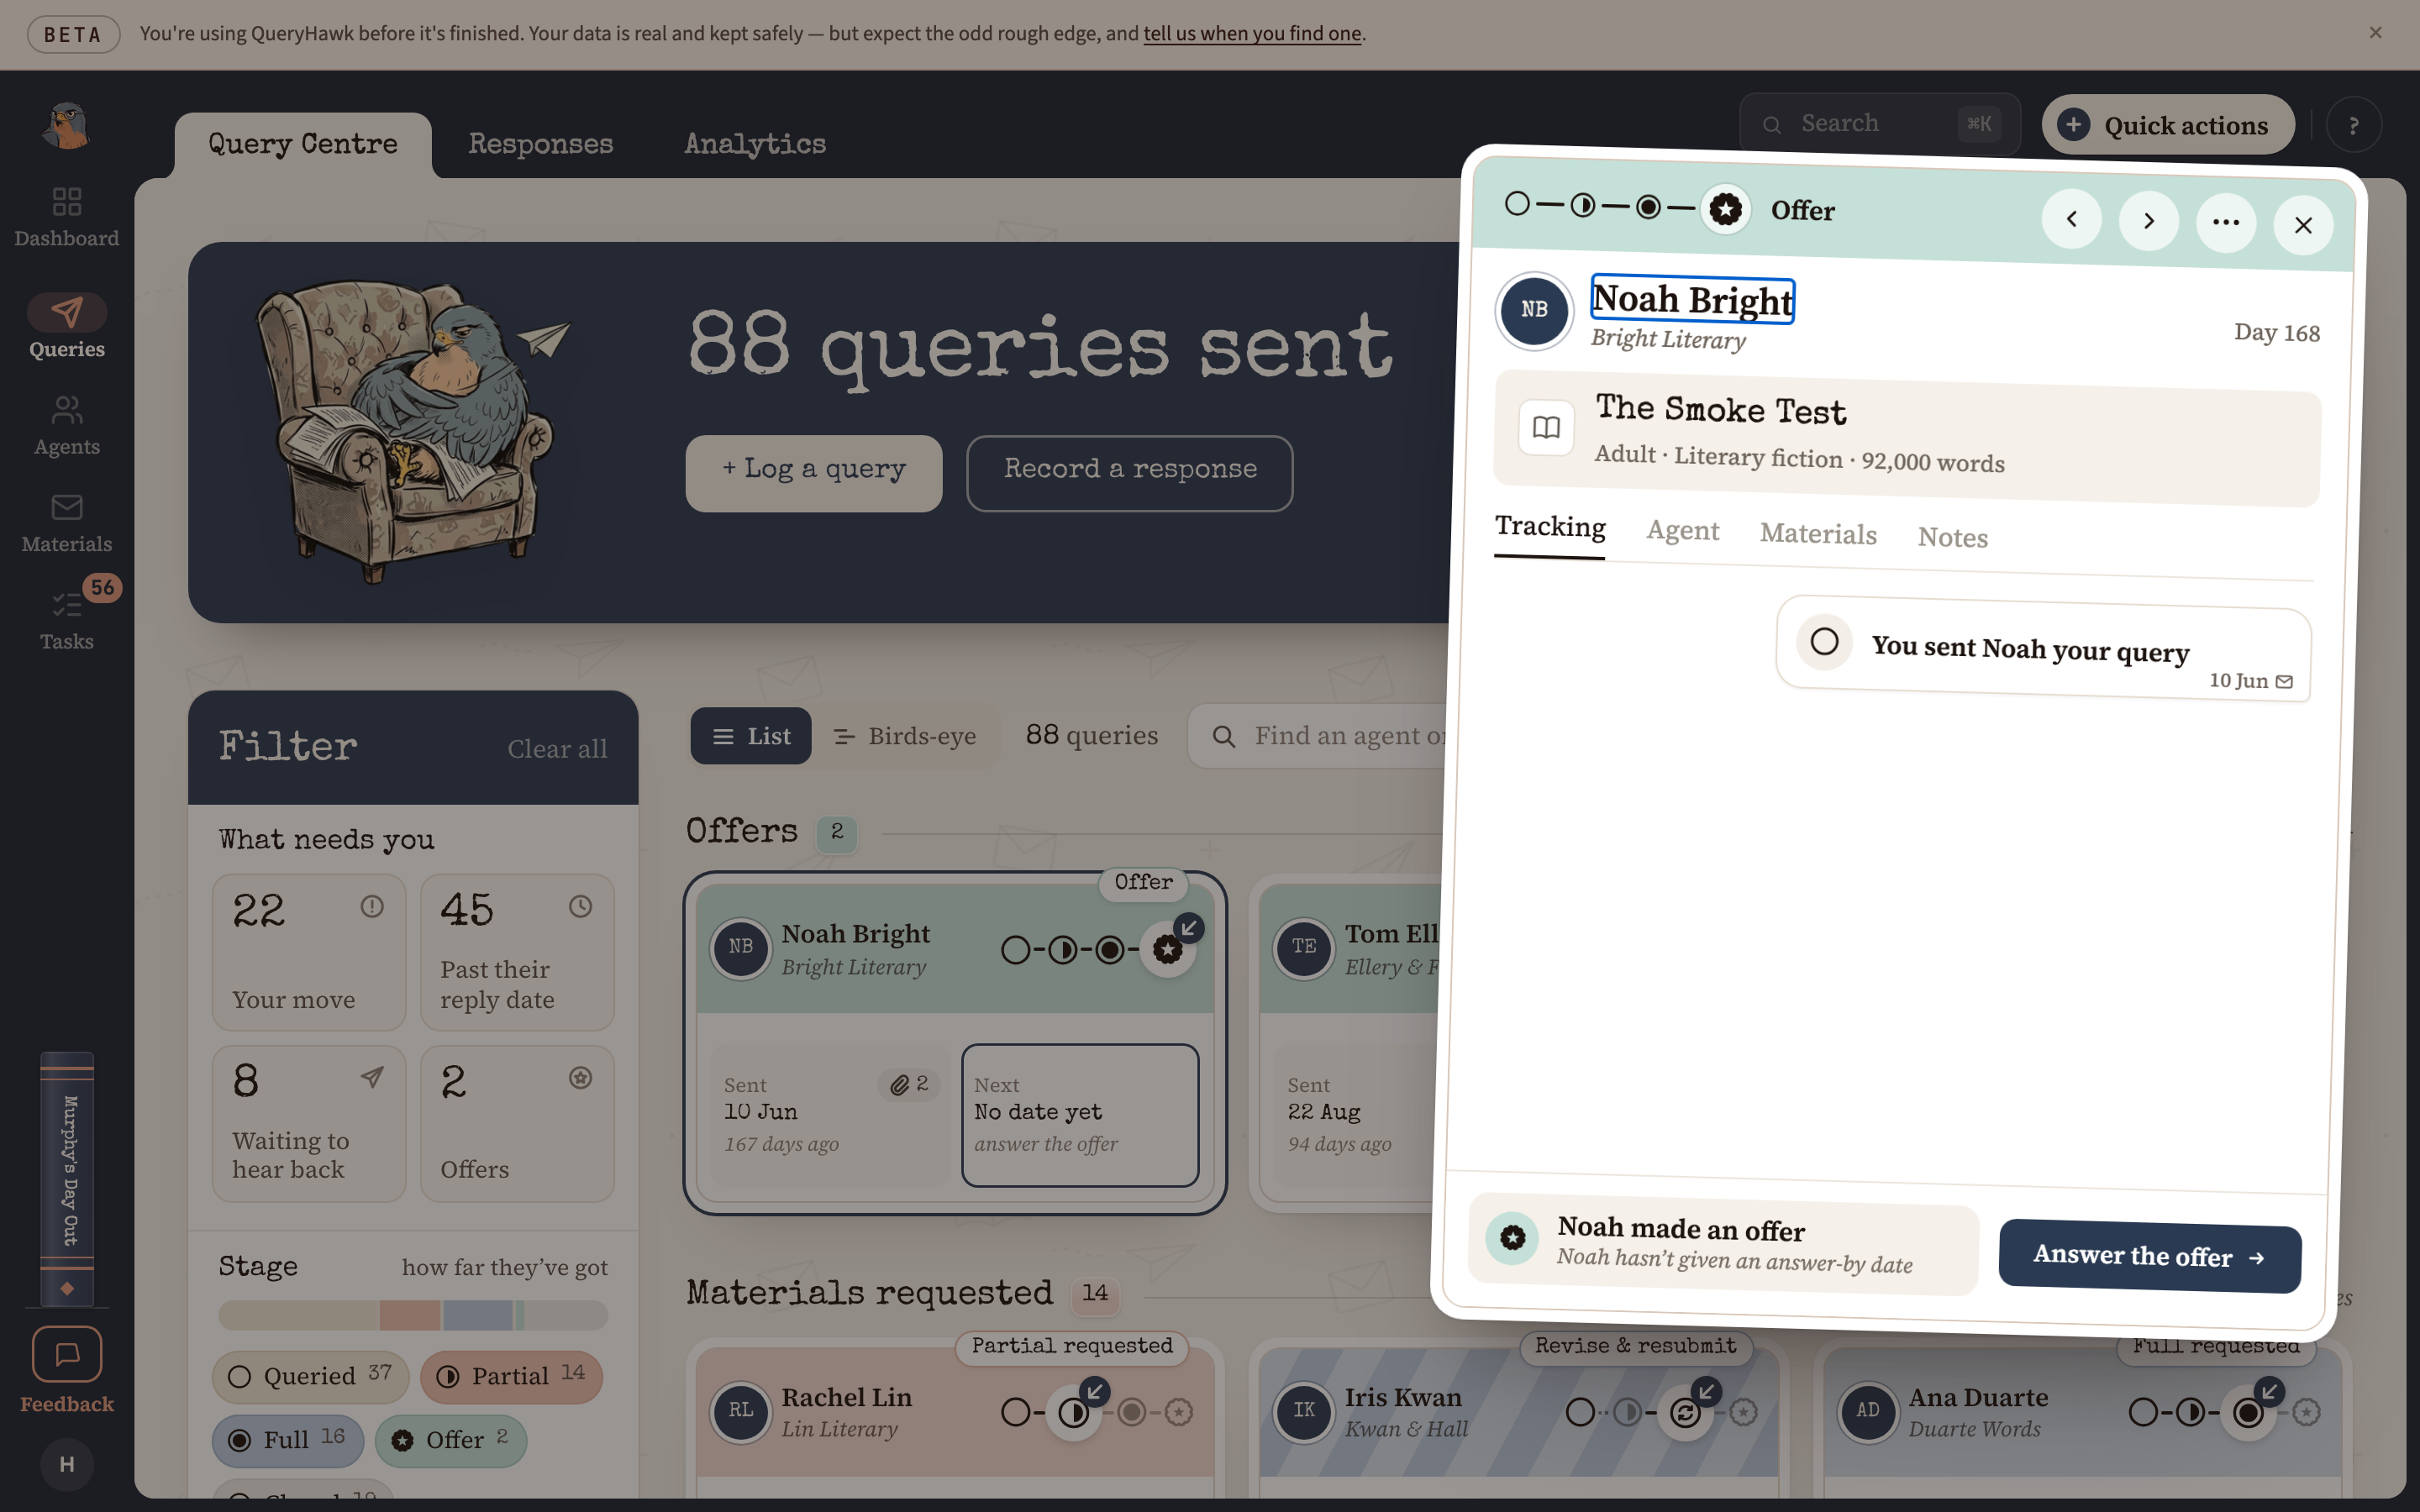 BETA You're using QueryHawk before it's finished. Your data is real and kept safely — but expect the odd rough edge, and tell us when you find one.
Query Centre
Responses
Analytics
Search ⌘K
+ Quick actions
?
Dashboard
Queries
Agents
Materials
56
Tasks
Murphy's Day Out
Feedback
H
88 queries sent
+ Log a query
Record a response
Filter
Clear all
What needs you
22
Your move
45
Past their
reply date
8
Waiting to
hear back
2
Offers
Stage
how far they've got
Queried 37
Partial 14
Full 16
Offer 2
List
Birds-eye
88 queries
Find an agent or
Offers 2
Offer
NB
Noah Bright
Bright Literary
Sent
10 Jun
167 days ago
2
Next
No date yet
answer the offer
TE
Tom Ell
Ellery & F
Sent
22 Aug
94 days ago
Materials requested 14
Partial requested
RL
Rachel Lin
Lin Literary
Revise & resubmit
IK
Iris Kwan
Kwan & Hall
Full requested
AD
Ana Duarte
Duarte Words
Offer
NB
Noah Bright
Bright Literary
Day 168
The Smoke Test
Adult · Literary fiction · 92,000 words
Tracking
Agent
Materials
Notes
You sent Noah your query
10 Jun
Noah made an offer
Noah hasn't given an answer-by date
Answer the offer →